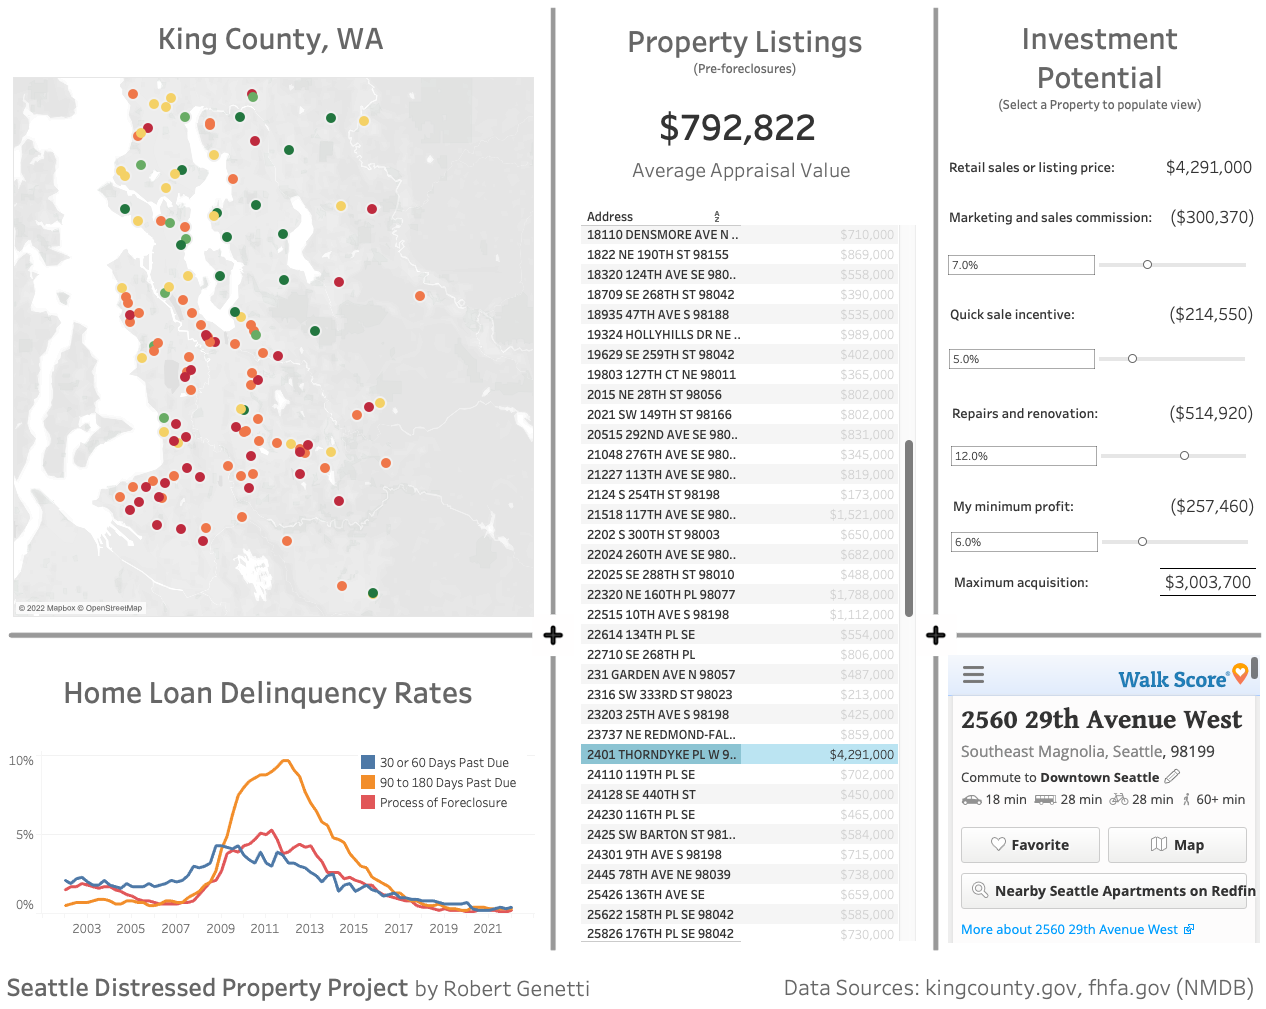 King County, WA
© 2022 Mapbox © OpenStreetMap
Home Loan Delinquency Rates
10%
5%
0%
30 or 60 Days Past Due
90 to 180 Days Past Due
Process of Foreclosure
2003 2005 2007 2009 2011 2013 2015 2017 2019 2021
Property Listings
(Pre-foreclosures)
$792,822
Average Appraisal Value
Address A Z
18110 DENSMORE AVE N .. $710,000
1822 NE 190TH ST 98155 $869,000
18320 124TH AVE SE 980.. $558,000
18709 SE 268TH ST 98042 $390,000
18935 47TH AVE S 98188 $535,000
19324 HOLLYHILLS DR NE .. $989,000
19629 SE 259TH ST 98042 $402,000
19803 127TH CT NE 98011 $365,000
2015 NE 28TH ST 98056 $802,000
2021 SW 149TH ST 98166 $802,000
20515 292ND AVE SE 980.. $831,000
21048 276TH AVE SE 980.. $345,000
21227 113TH AVE SE 980.. $819,000
2124 S 254TH ST 98198 $173,000
21518 117TH AVE SE 980.. $1,521,000
2202 S 300TH ST 98003 $650,000
22024 260TH AVE SE 980.. $682,000
22025 SE 288TH ST 98010 $488,000
22320 NE 160TH PL 98077 $1,788,000
22515 10TH AVE S 98198 $1,112,000
22614 134TH PL SE $554,000
22710 SE 268TH PL $806,000
231 GARDEN AVE N 98057 $487,000
2316 SW 333RD ST 98023 $213,000
23203 25TH AVE S 98198 $425,000
23737 NE REDMOND-FAL.. $859,000
2401 THORNDYKE PL W 9.. $4,291,000
24110 119TH PL SE $702,000
24128 SE 440TH ST $450,000
24230 116TH PL SE $465,000
2425 SW BARTON ST 981.. $584,000
24301 9TH AVE S 98198 $715,000
2445 78TH AVE NE 98039 $738,000
25426 136TH AVE SE $659,000
25622 158TH PL SE 98042 $585,000
25826 176TH PL SE 98042 $730,000
Investment
Potential
(Select a Property to populate view)
Retail sales or listing price: $4,291,000
Marketing and sales commission: ($300,370)
7.0%
Quick sale incentive: ($214,550)
5.0%
Repairs and renovation: ($514,920)
12.0%
My minimum profit: ($257,460)
6.0%
Maximum acquisition: $3,003,700
Walk Score®
2560 29th Avenue West
Southeast Magnolia, Seattle, 98199
Commute to Downtown Seattle
18 min 28 min 28 min 60+ min
Favorite Map
Nearby Seattle Apartments on Redfin
More about 2560 29th Avenue West
Seattle Distressed Property Project by Robert Genetti
Data Sources: kingcounty.gov, fhfa.gov (NMDB)